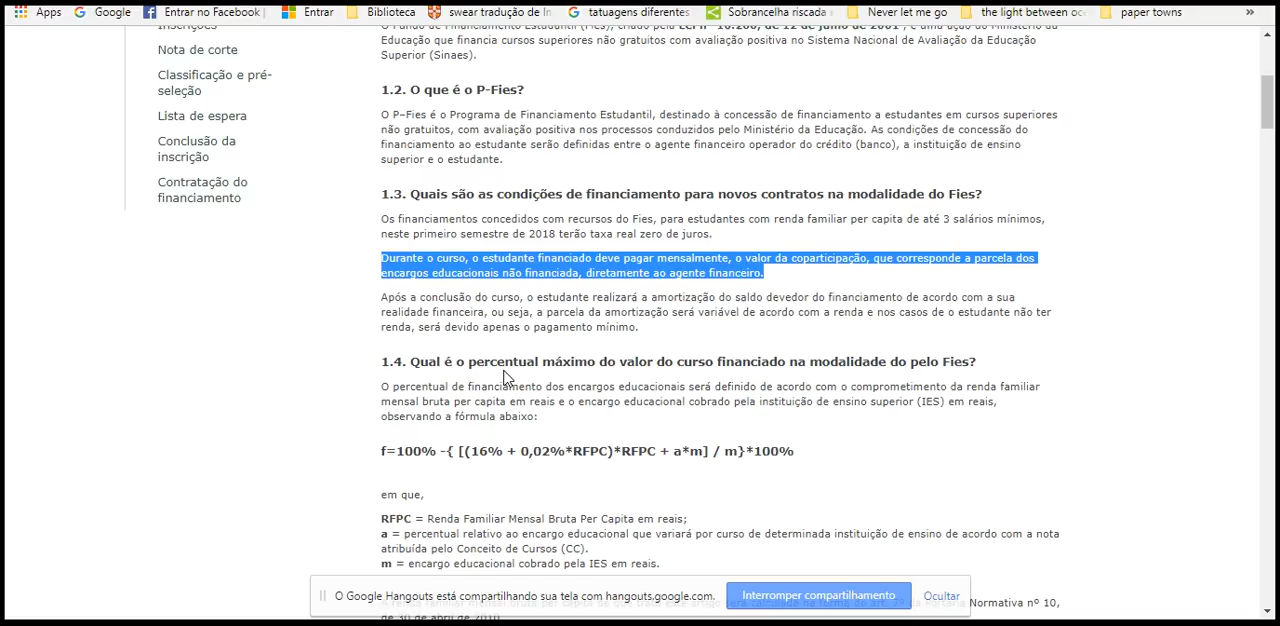 Apps Google Entrar no Facebook Entrar Biblioteca swear tradução de In tatuagens diferentes Sobrancelha riscada Never let me go the light between oc paper towns »
Inscrições
Educação que financia cursos superiores não gratuitos com avaliação positiva no Sistema Nacional de Avaliação da Educação
Superior (Sinaes).
Nota de corte
Classificação e pré-
seleção
Lista de espera
Conclusão da
inscrição
Contratação do
financiamento
1.2. O que é o P-Fies?
O P–Fies é o Programa de Financiamento Estudantil, destinado à concessão de financiamento a estudantes em cursos superiores
não gratuitos, com avaliação positiva nos processos conduzidos pelo Ministério da Educação. As condições de concessão do
financiamento ao estudante serão definidas entre o agente financeiro operador do crédito (banco), a instituição de ensino
superior e o estudante.
1.3. Quais são as condições de financiamento para novos contratos na modalidade do Fies?
Os financiamentos concedidos com recursos do Fies, para estudantes com renda familiar per capita de até 3 salários mínimos,
neste primeiro semestre de 2018 terão taxa real zero de juros.
Durante o curso, o estudante financiado deve pagar mensalmente, o valor da coparticipação, que corresponde a parcela dos
encargos educacionais não financiada, diretamente ao agente financeiro.
Após a conclusão do curso, o estudante realizará a amortização do saldo devedor do financiamento de acordo com a sua
realidade financeira, ou seja, a parcela da amortização será variável de acordo com a renda e nos casos de o estudante não ter
renda, será devido apenas o pagamento mínimo.
1.4. Qual é o percentual máximo do valor do curso financiado na modalidade do pelo Fies?
O percentual de financiamento dos encargos educacionais será definido de acordo com o comprometimento da renda familiar
mensal bruta per capita em reais e o encargo educacional cobrado pela instituição de ensino superior (IES) em reais,
observando a fórmula abaixo:
f=100% -{ [(16% + 0,02%*RFPC)*RFPC + a*m] / m}*100%
em que,
RFPC = Renda Familiar Mensal Bruta Per Capita em reais;
a = percentual relativo ao encargo educacional que variará por curso de determinada instituição de ensino de acordo com a nota
atribuída pelo Conceito de Cursos (CC).
m = encargo educacional cobrado pela IES em reais.
O Google Hangouts está compartilhando sua tela com hangouts.google.com. Interromper compartilhamento Ocultar
Normativa nº 10,
de 30 de abril de 2010